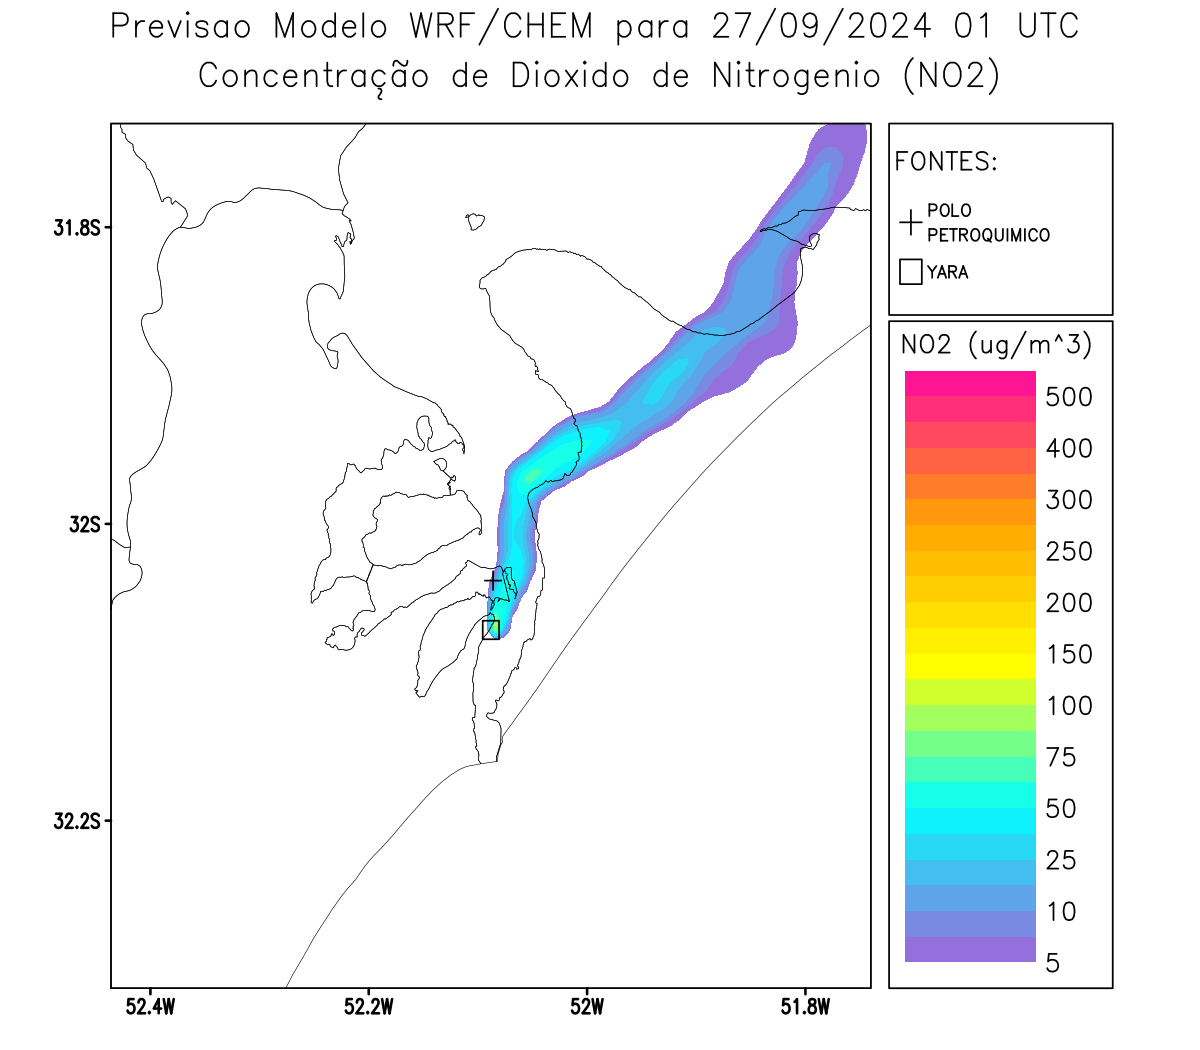 Previsao Modelo WRF/CHEM para 27/09/2024 01 UTC
Concentração de Dioxido de Nitrogenio (NO2)
FONTES:
POLO
PETROQUIMICO
YARA
NO2 (ug/m^3)
500
400
300
250
200
150
100
75
50
25
10
5
31.8S
32S
32.2S
52.4W
52.2W
52W
51.8W